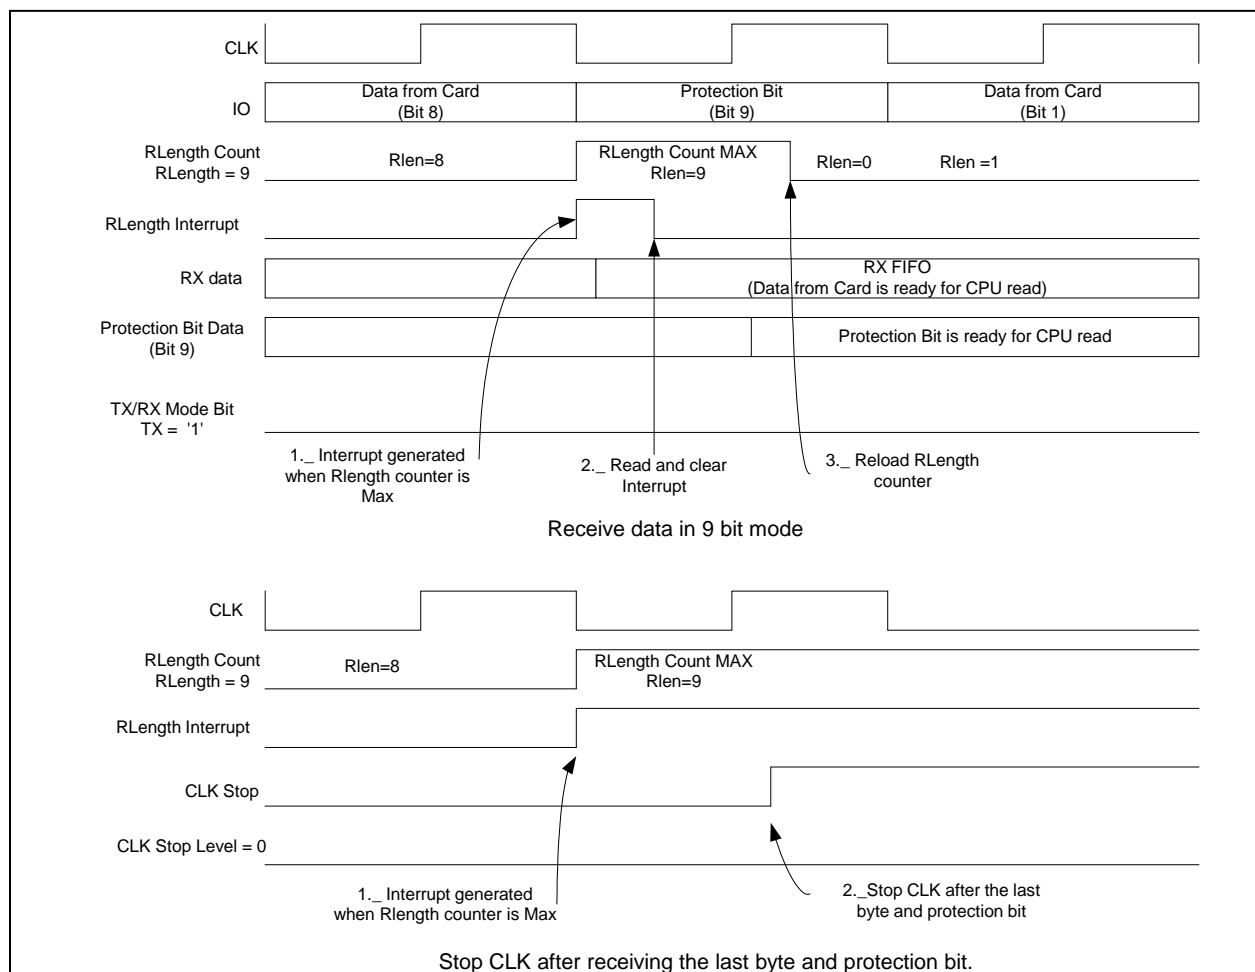 CLK
Data from Card
(Bit 8)
Protection Bit
(Bit 9)
Data from Card
(Bit 1)
IO
RLength Count
RLength = 9
Rlen=8
RLength Count MAX
Rlen=9
Rlen=0
Rlen =1
RLength Interrupt
RX data
RX FIFO
(Data from Card is ready for CPU read)
Protection Bit Data
(Bit 9)
Protection Bit is ready for CPU read
TX/RX Mode Bit
TX = '1'
1._ Interrupt generated
when Rlength counter is
Max
2._ Read and clear
Interrupt
3._ Reload RLength
counter
Receive data in 9 bit mode
CLK
RLength Count
RLength = 9
Rlen=8
RLength Count MAX
Rlen=9
RLength Interrupt
CLK Stop
CLK Stop Level = 0
1._ Interrupt generated
when Rlength counter is Max
2._Stop CLK after the last
byte and protection bit
Stop CLK after receiving the last byte and protection bit.